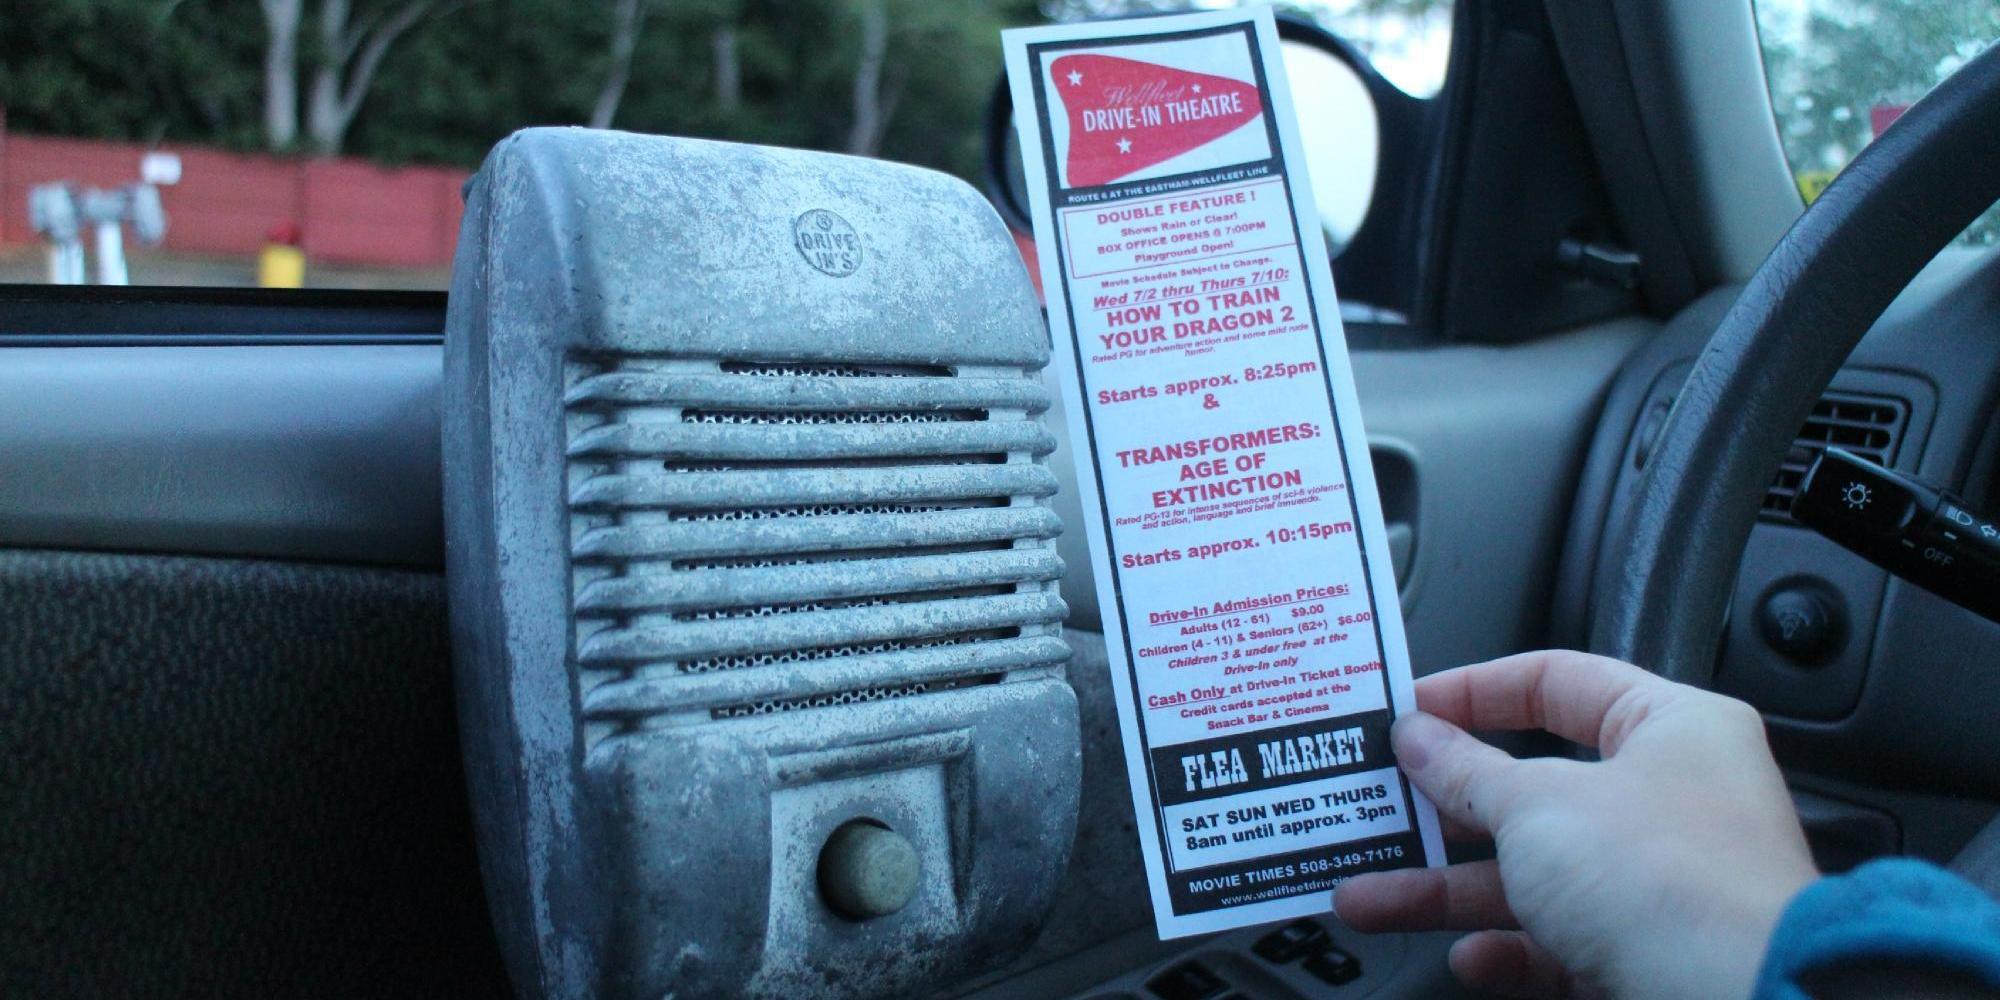 DRIVE
IN'S
Wellfleet
DRIVE-IN THEATRE
ROUTE 6 AT THE EASTHAM-WELLFLEET LINE
DOUBLE FEATURE !
Shows Rain or Clear!
BOX OFFICE OPENS @ 7:00PM
Playground Open!
Movie Schedule Subject to Change.
Wed 7/2 thru Thurs 7/10:
HOW TO TRAIN
YOUR DRAGON 2
Rated PG for adventure action and some mild rude
humor.
Starts approx. 8:25pm
&
TRANSFORMERS:
AGE OF
EXTINCTION
Rated PG-13 for intense sequences of sci-fi violence
and action, language and brief innuendo.
Starts approx. 10:15pm
Drive-In Admission Prices:
Adults (12 - 61) $9.00
Children (4 - 11) & Seniors (62+) $6.00
Children 3 & under free at the
Drive-In only
Cash Only at Drive-In Ticket Booth
Credit cards accepted at the
Snack Bar & Cinema
FLEA MARKET
SAT SUN WED THURS
8am until approx. 3pm
MOVIE TIMES 508-349-7176
www.wellfleetdrivein
OFF